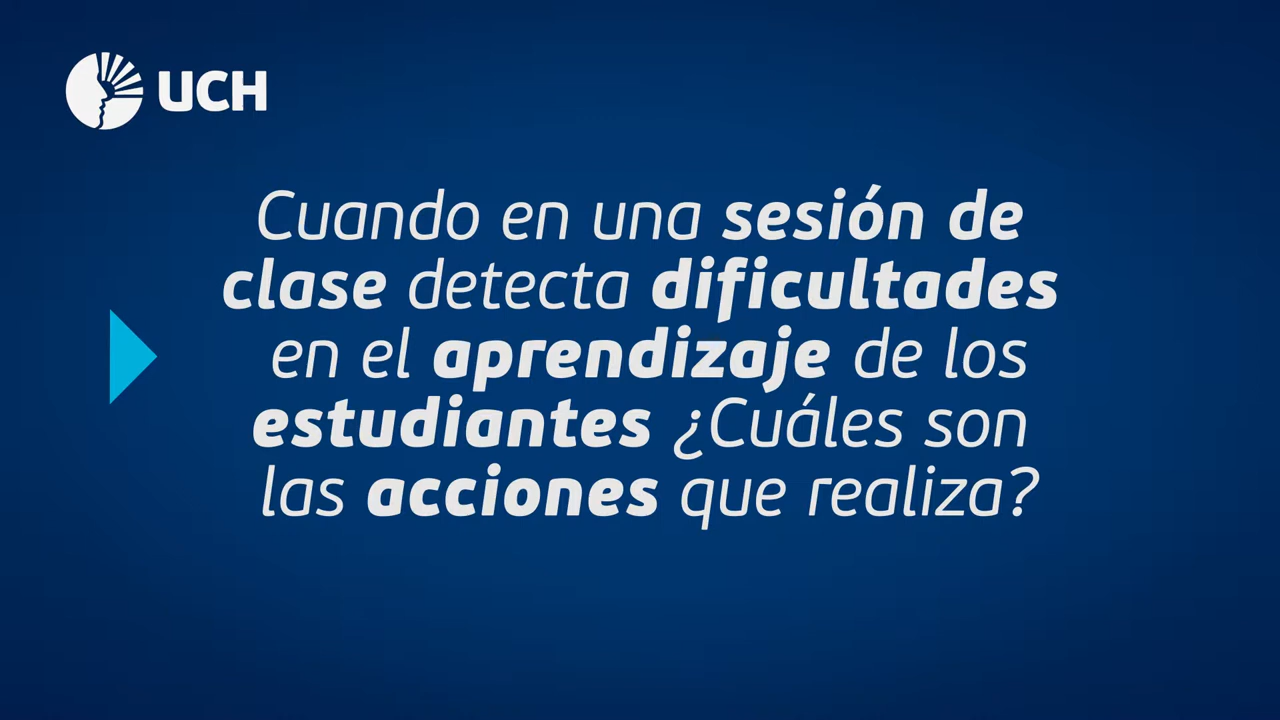 UCH
Cuando en una sesión de
clase detecta dificultades
en el aprendizaje de los
estudiantes ¿Cuáles son
las acciones que realiza?